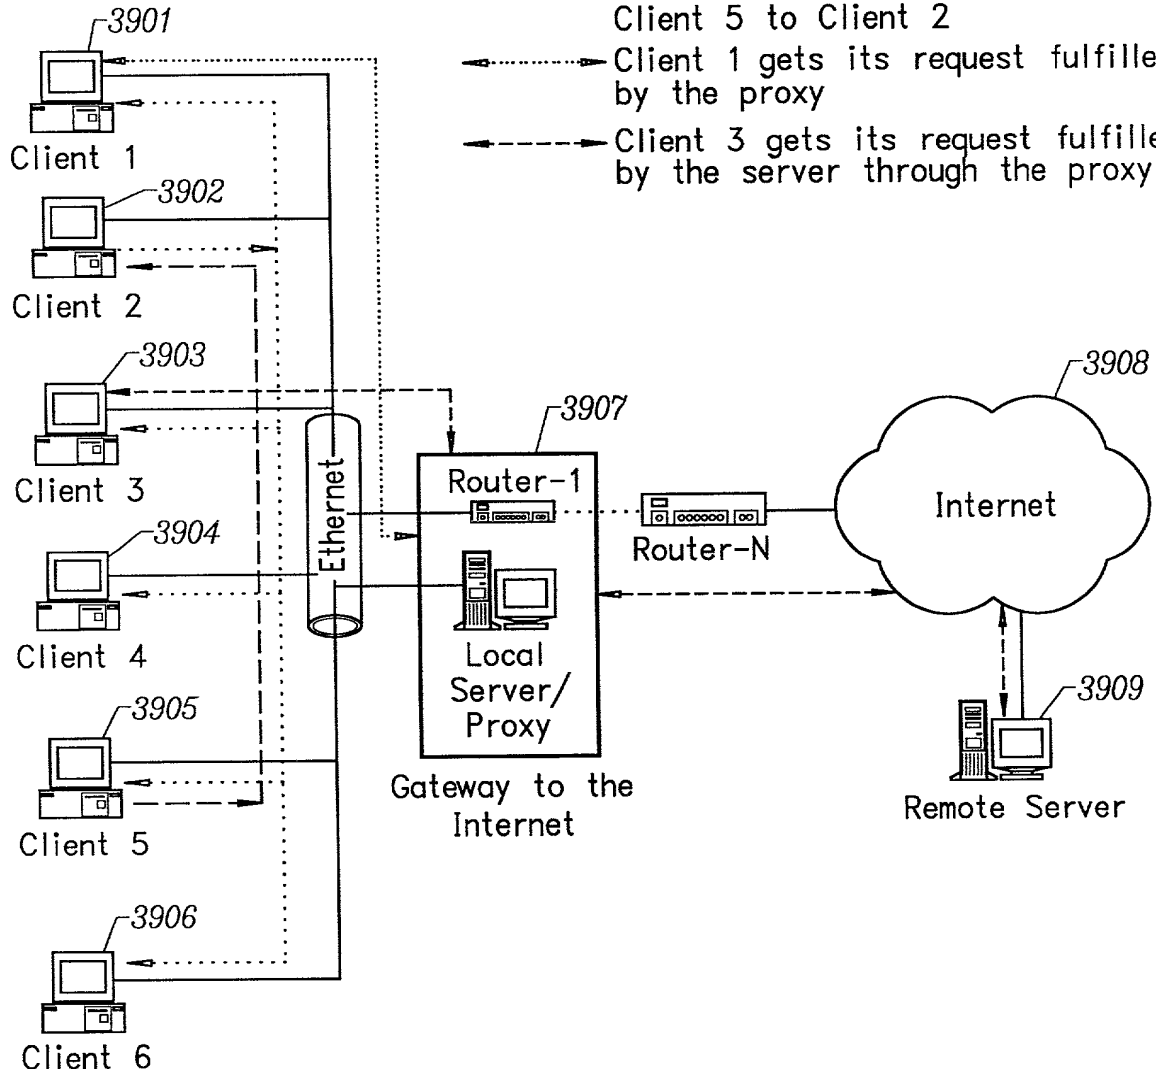 3901
Client 1
3902
Client 2
3903
Client 3
3904
Client 4
3905
Client 5
3906
Client 6
Client 5 to Client 2
Client 1 gets its request fulfille
by the proxy
Client 3 gets its request fulfille
by the server through the proxy
Ethernet
3907
Router-1
Local
Server/
Proxy
Gateway to the
Internet
Router-N
3908
Internet
3909
Remote Server